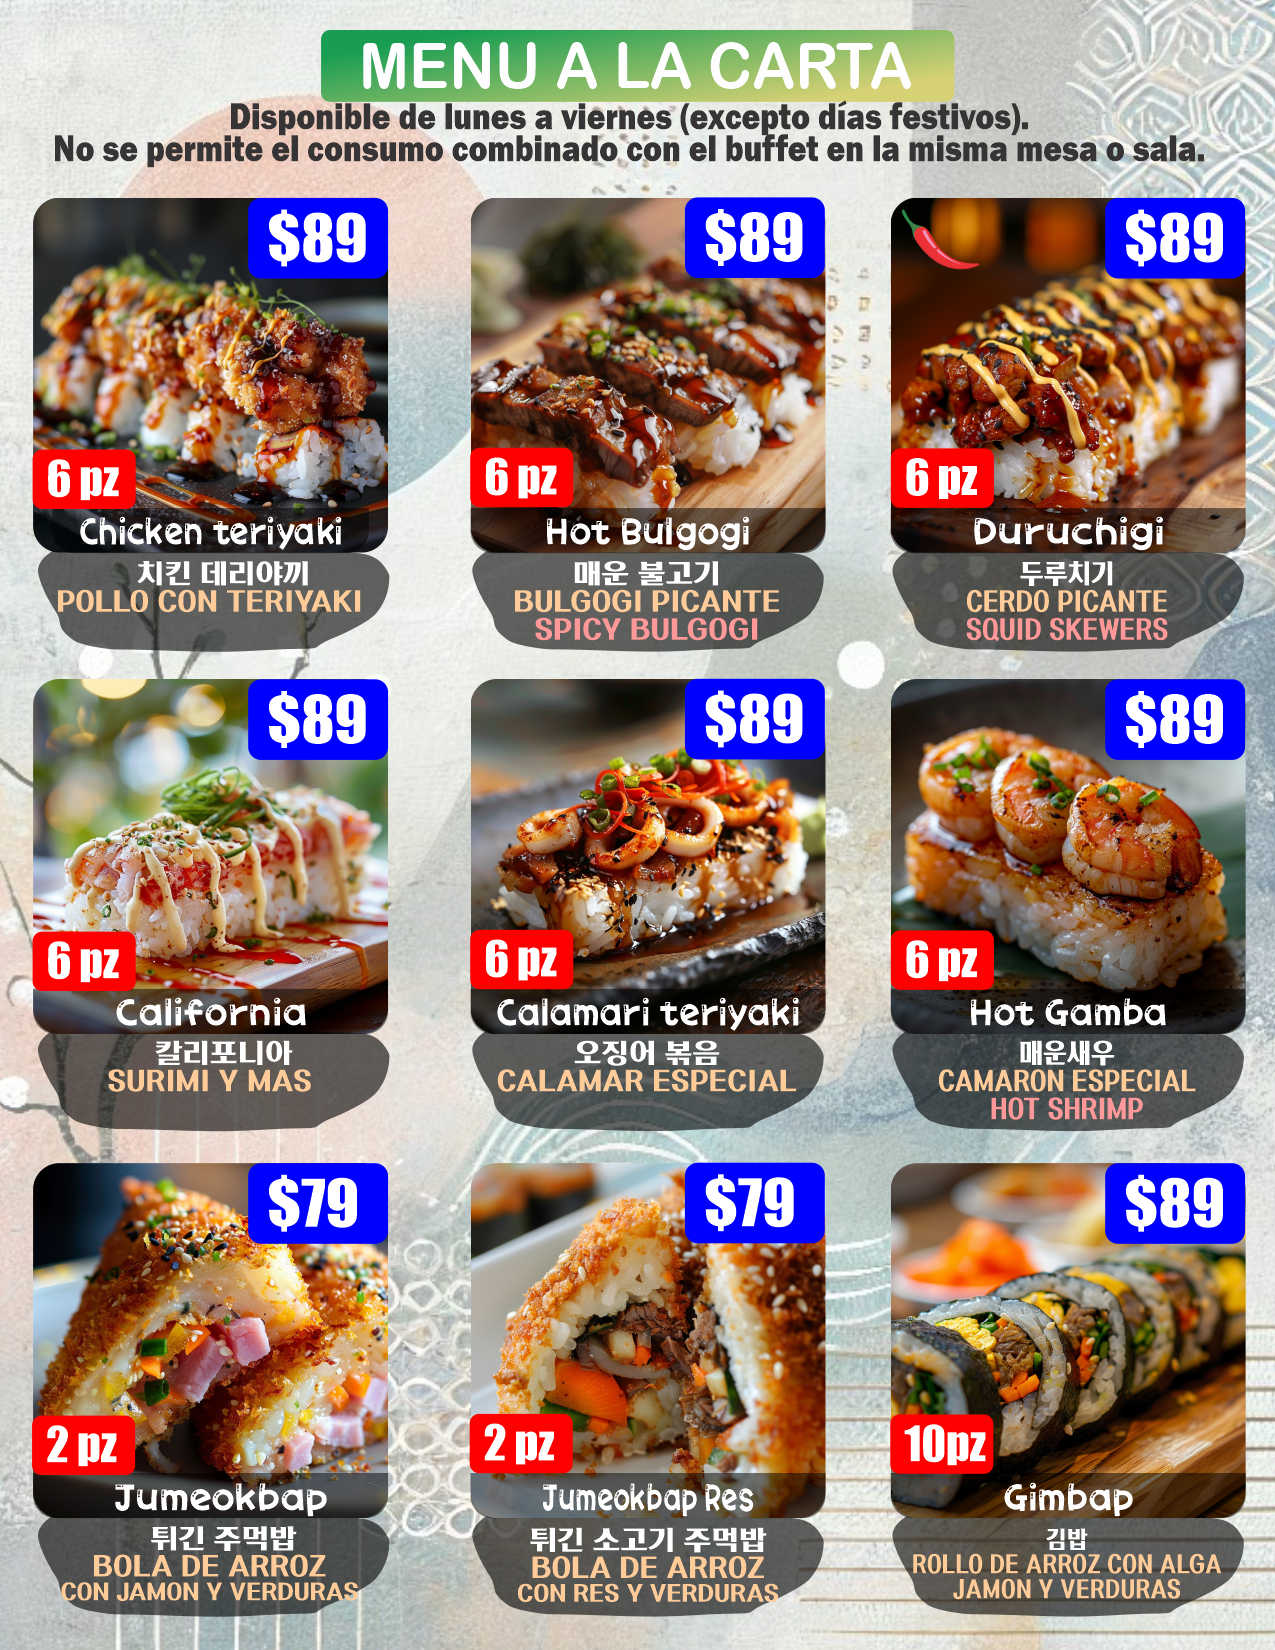 MENU A LA CARTA
Disponible de lunes a viernes (excepto días festivos).
No se permite el consumo combinado con el buffet en la misma mesa o sala.
$89
6 pz
Chicken teriyaki
치킨 데리야끼
POLLO CON TERIYAKI
$89
6 pz
Hot Bulgogi
매운 불고기
BULGOGI PICANTE
SPICY BULGOGI
$89
6 pz
Duruchigi
두루치기
CERDO PICANTE
SQUID SKEWERS
$89
6 pz
California
칼리포니아
SURIMI Y MAS
$89
6 pz
Calamari teriyaki
오징어 볶음
CALAMAR ESPECIAL
$89
6 pz
Hot Gamba
매운새우
CAMARON ESPECIAL
HOT SHRIMP
$79
2 pz
Jumeokbap
튀긴 주먹밥
BOLA DE ARROZ
CON JAMON Y VERDURAS
$79
2 pz
Jumeokbap Res
튀긴 소고기 주먹밥
BOLA DE ARROZ
CON RES Y VERDURAS
$89
10pz
Gimbap
김밥
ROLLO DE ARROZ CON ALGA
JAMON Y VERDURAS